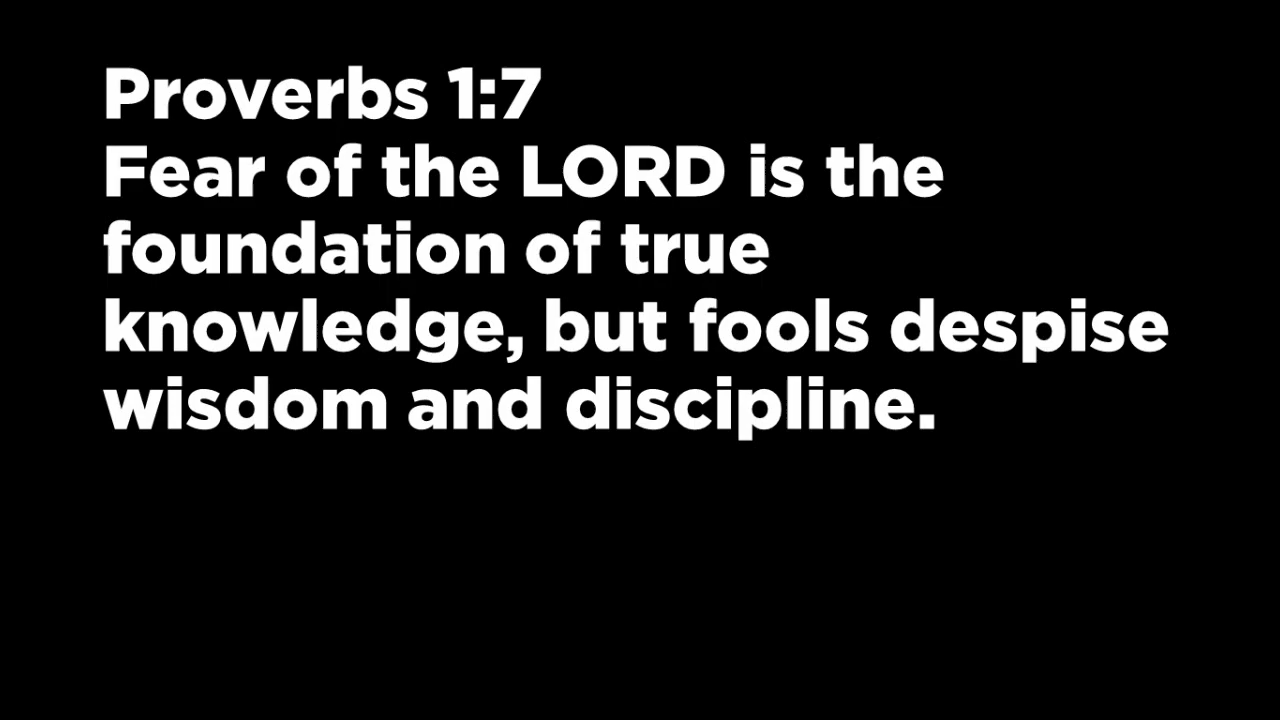 Proverbs 1:7
Fear of the LORD is the
foundation of true
knowledge, but fools despise
wisdom and discipline.